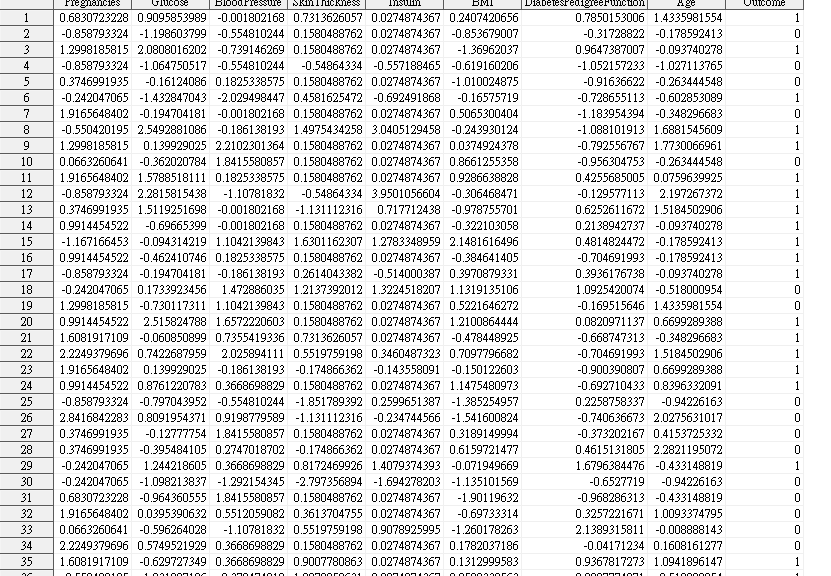 Pregnancies Glucose BloodPressure SkinThickness Insulin BMI DiabetesPedigreeFunction Age Outcome
1 0.6830723228 0.9095853989 -0.001802168 0.7313626057 0.0274874367 0.2407420656 0.7850153006 1.4335981554 1
2 -0.858793324 -1.198603799 -0.554810244 0.1580488762 0.0274874367 -0.853679007 -0.31728822 -0.178592413 0
3 1.2998185815 2.0808016202 -0.739146269 0.1580488762 0.0274874367 -1.36962037 0.9647387007 -0.093740278 1
4 -0.858793324 -1.064750517 -0.554810244 -0.54864334 -0.557188465 -0.619160206 -1.052157233 -1.027113765 0
5 0.3746991935 -0.16124086 0.1825338575 0.1580488762 0.0274874367 -1.010024875 -0.91636622 -0.263444548 0
6 -0.242047065 -1.432847043 -2.029498447 0.4581625472 -0.692491868 -0.16575719 -0.728655113 -0.602853089 1
7 1.9165648402 -0.194704181 -0.001802168 0.1580488762 0.0274874367 0.5065300404 -1.183954394 -0.348296683 0
8 -0.550420195 2.5492881086 -0.186138193 1.4975434258 3.0405129458 -0.243930124 -1.088101913 1.6881545609 1
9 1.2998185815 0.139929025 2.2102301364 0.1580488762 0.0274874367 0.0374924378 -0.792556767 1.7730066961 1
10 0.0663260641 -0.362020784 1.8415580857 0.1580488762 0.0274874367 0.8661255358 -0.956304753 -0.263444548 0
11 1.9165648402 1.5788518111 0.1825338575 0.1580488762 0.0274874367 0.9286638828 0.4255685005 0.0759639925 1
12 -0.858793324 2.2815815438 -1.10781832 -0.54864334 3.9501056604 -0.306468471 -0.129577113 2.197267372 1
13 0.3746991935 1.5119251698 -0.001802168 -1.131112316 0.717712438 -0.978755701 0.6252611672 1.5184502906 1
14 0.9914454522 -0.69665399 -0.001802168 0.1580488762 0.0274874367 -0.322103058 0.2138942737 -0.093740278 1
15 -1.167166453 -0.094314219 1.1042139843 1.6301162307 1.2783348959 2.1481616496 0.4814824472 -0.178592413 1
16 0.9914454522 -0.462410746 0.1825338575 0.1580488762 0.0274874367 -0.384641405 -0.704691993 -0.178592413 1
17 -0.858793324 -0.194704181 -0.186138193 0.2614043382 -0.514000387 0.3970879331 0.3936176738 -0.093740278 1
18 -0.242047065 0.1733923456 1.472886035 1.2137392012 1.3224518207 1.1319135106 1.0925420074 -0.518000954 0
19 1.2998185815 -0.730117311 1.1042139843 0.1580488762 0.0274874367 0.5221646272 -0.169515646 1.4335981554 0
20 0.9914454522 2.515824788 1.6572220603 0.1580488762 0.0274874367 1.2100864444 0.0820971137 0.6699289388 1
21 1.6081917109 -0.060850899 0.7355419336 0.7313626057 0.0274874367 -0.478448925 -0.668747313 -0.348296683 1
22 2.2249379696 0.7422687959 2.025894111 0.5519759198 0.3460487323 0.7097796682 -0.704691993 1.5184502906 1
23 1.9165648402 0.139929025 -0.186138193 -0.174866362 -0.143558091 -0.150122603 -0.900390807 0.6699289388 1
24 0.9914454522 0.8761220783 0.3668698829 0.1580488762 0.0274874367 1.1475480973 -0.692710433 0.8396332091 1
25 -0.858793324 -0.797043952 -0.554810244 -1.851789392 0.2599651387 -1.385254957 0.2258758337 -0.94226163 0
26 2.8416842283 0.8091954371 0.9198779589 -1.131112316 -0.234744566 -1.541600824 -0.740636673 2.0275631017 0
27 0.3746991935 -0.12777754 1.8415580857 0.1580488762 0.0274874367 0.3189149994 -0.373202167 0.4153725332 0
28 0.3746991935 -0.395484105 0.2747018702 -0.174866362 0.0274874367 0.6159721477 0.4615131805 2.2821195072 0
29 -0.242047065 1.244218605 0.3668698829 0.8172469926 1.4079374393 -0.071949669 1.6796384476 -0.433148819 1
30 -0.242047065 -1.098213837 -1.292154345 -2.797356894 -1.694278203 -1.135101569 -0.6527719 -0.94226163 0
31 0.6830723228 -0.964360555 1.8415580857 0.1580488762 0.0274874367 -1.90119632 -0.968286313 -0.433148819 0
32 1.9165648402 0.0395390632 0.5512059082 0.3613704755 0.0274874367 -0.69733314 0.3257221671 1.0093374795 0
33 0.0663260641 -0.596264028 -1.10781832 0.5519759198 0.9078925995 -1.260178263 2.1389315811 -0.008888143 0
34 2.2249379696 0.5749521929 0.3668698829 0.1580488762 0.0274874367 0.1782037186 -0.04171234 0.1608161277 0
35 1.6081917109 -0.629727349 0.3668698829 0.9007780863 0.0274874367 0.1312999583 0.9367817273 1.0941896147 1